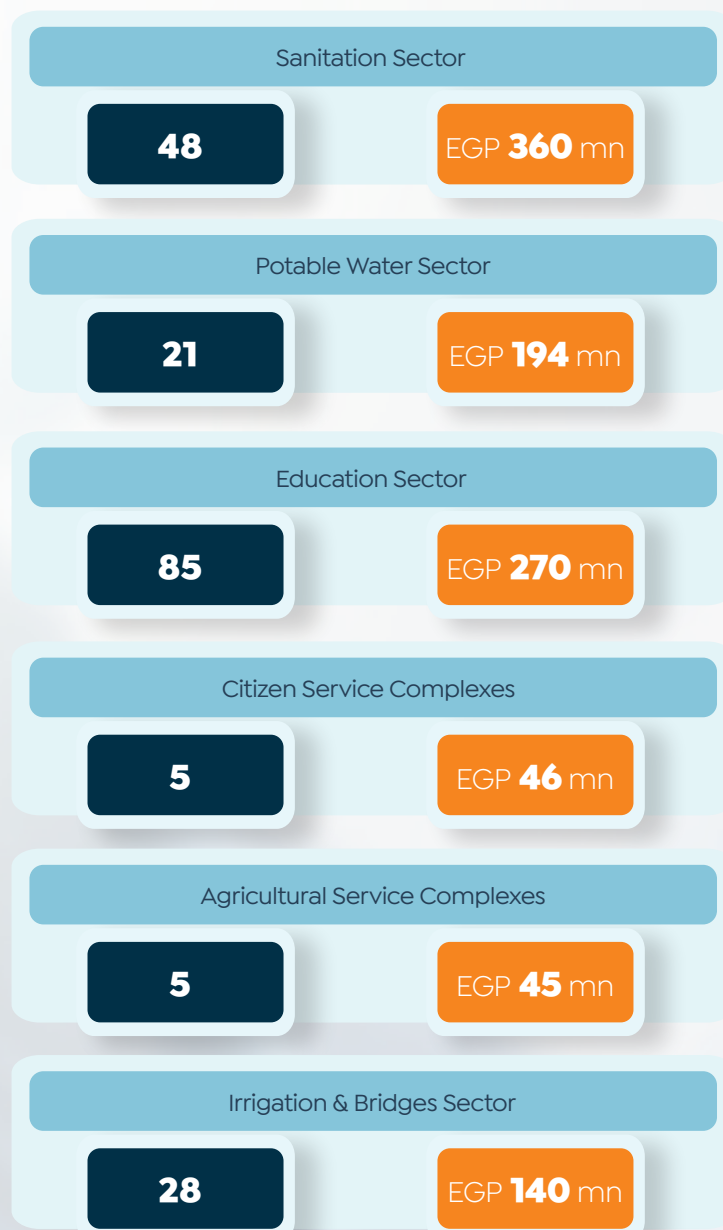 Sanitation Sector
48
EGP 360 mn
Potable Water Sector
21
EGP 194 mn
Education Sector
85
EGP 270 mn
Citizen Service Complexes
5
EGP 46 mn
Agricultural Service Complexes
5
EGP 45 mn
Irrigation & Bridges Sector
28
EGP 140 mn